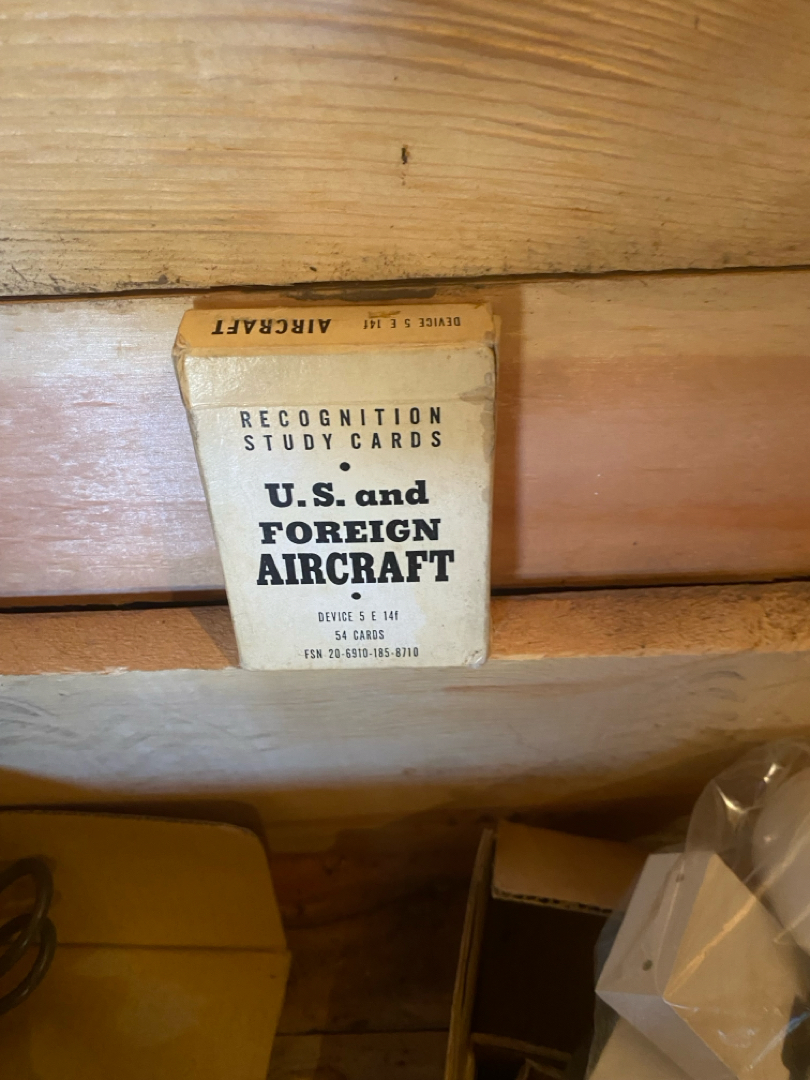 AIRCRAFT DEVICE 5 E 14f
RECOGNITION
STUDY CARDS
U.S. and
FOREIGN
AIRCRAFT
DEVICE 5 E 14f
54 CARDS
FSN 20-6910-185-8710